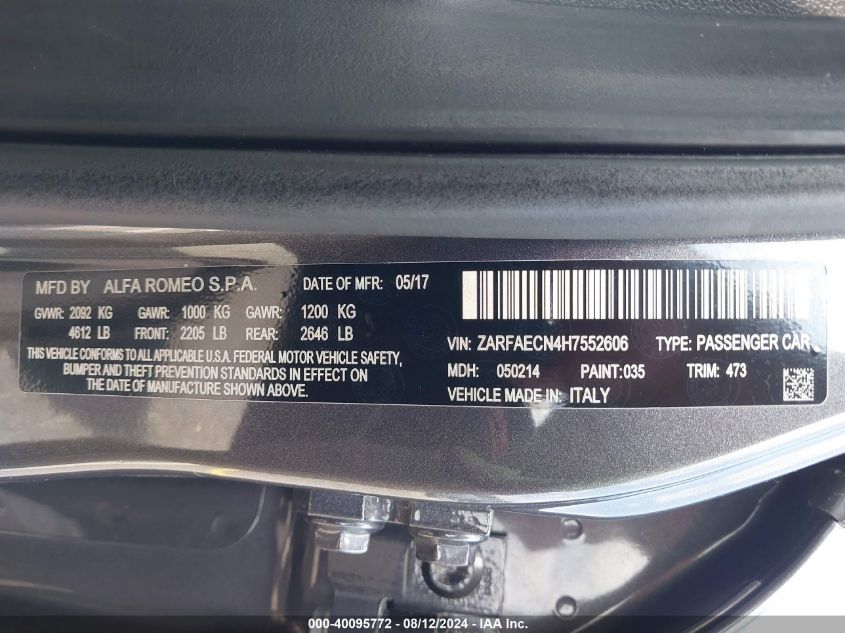 MFD BY ALFA ROMEO S.P.A. DATE OF MFR: 05/17
GVWR: 2092 KG GAWR: 1000 KG GAWR: 1200 KG
4612 LB FRONT: 2205 LB REAR: 2646 LB
THIS VEHICLE CONFORMS TO ALL APPLICABLE U.S.A. FEDERAL MOTOR VEHICLE SAFETY,
BUMPER AND THEFT PREVENTION STANDARDS IN EFFECT ON
THE DATE OF MANUFACTURE SHOWN ABOVE.
VIN: ZARFAECN4H7552606 TYPE: PASSENGER CAR
MDH: 050214 PAINT: 035 TRIM: 473
VEHICLE MADE IN: ITALY
000-40095772 - 08/12/2024 - IAA Inc.